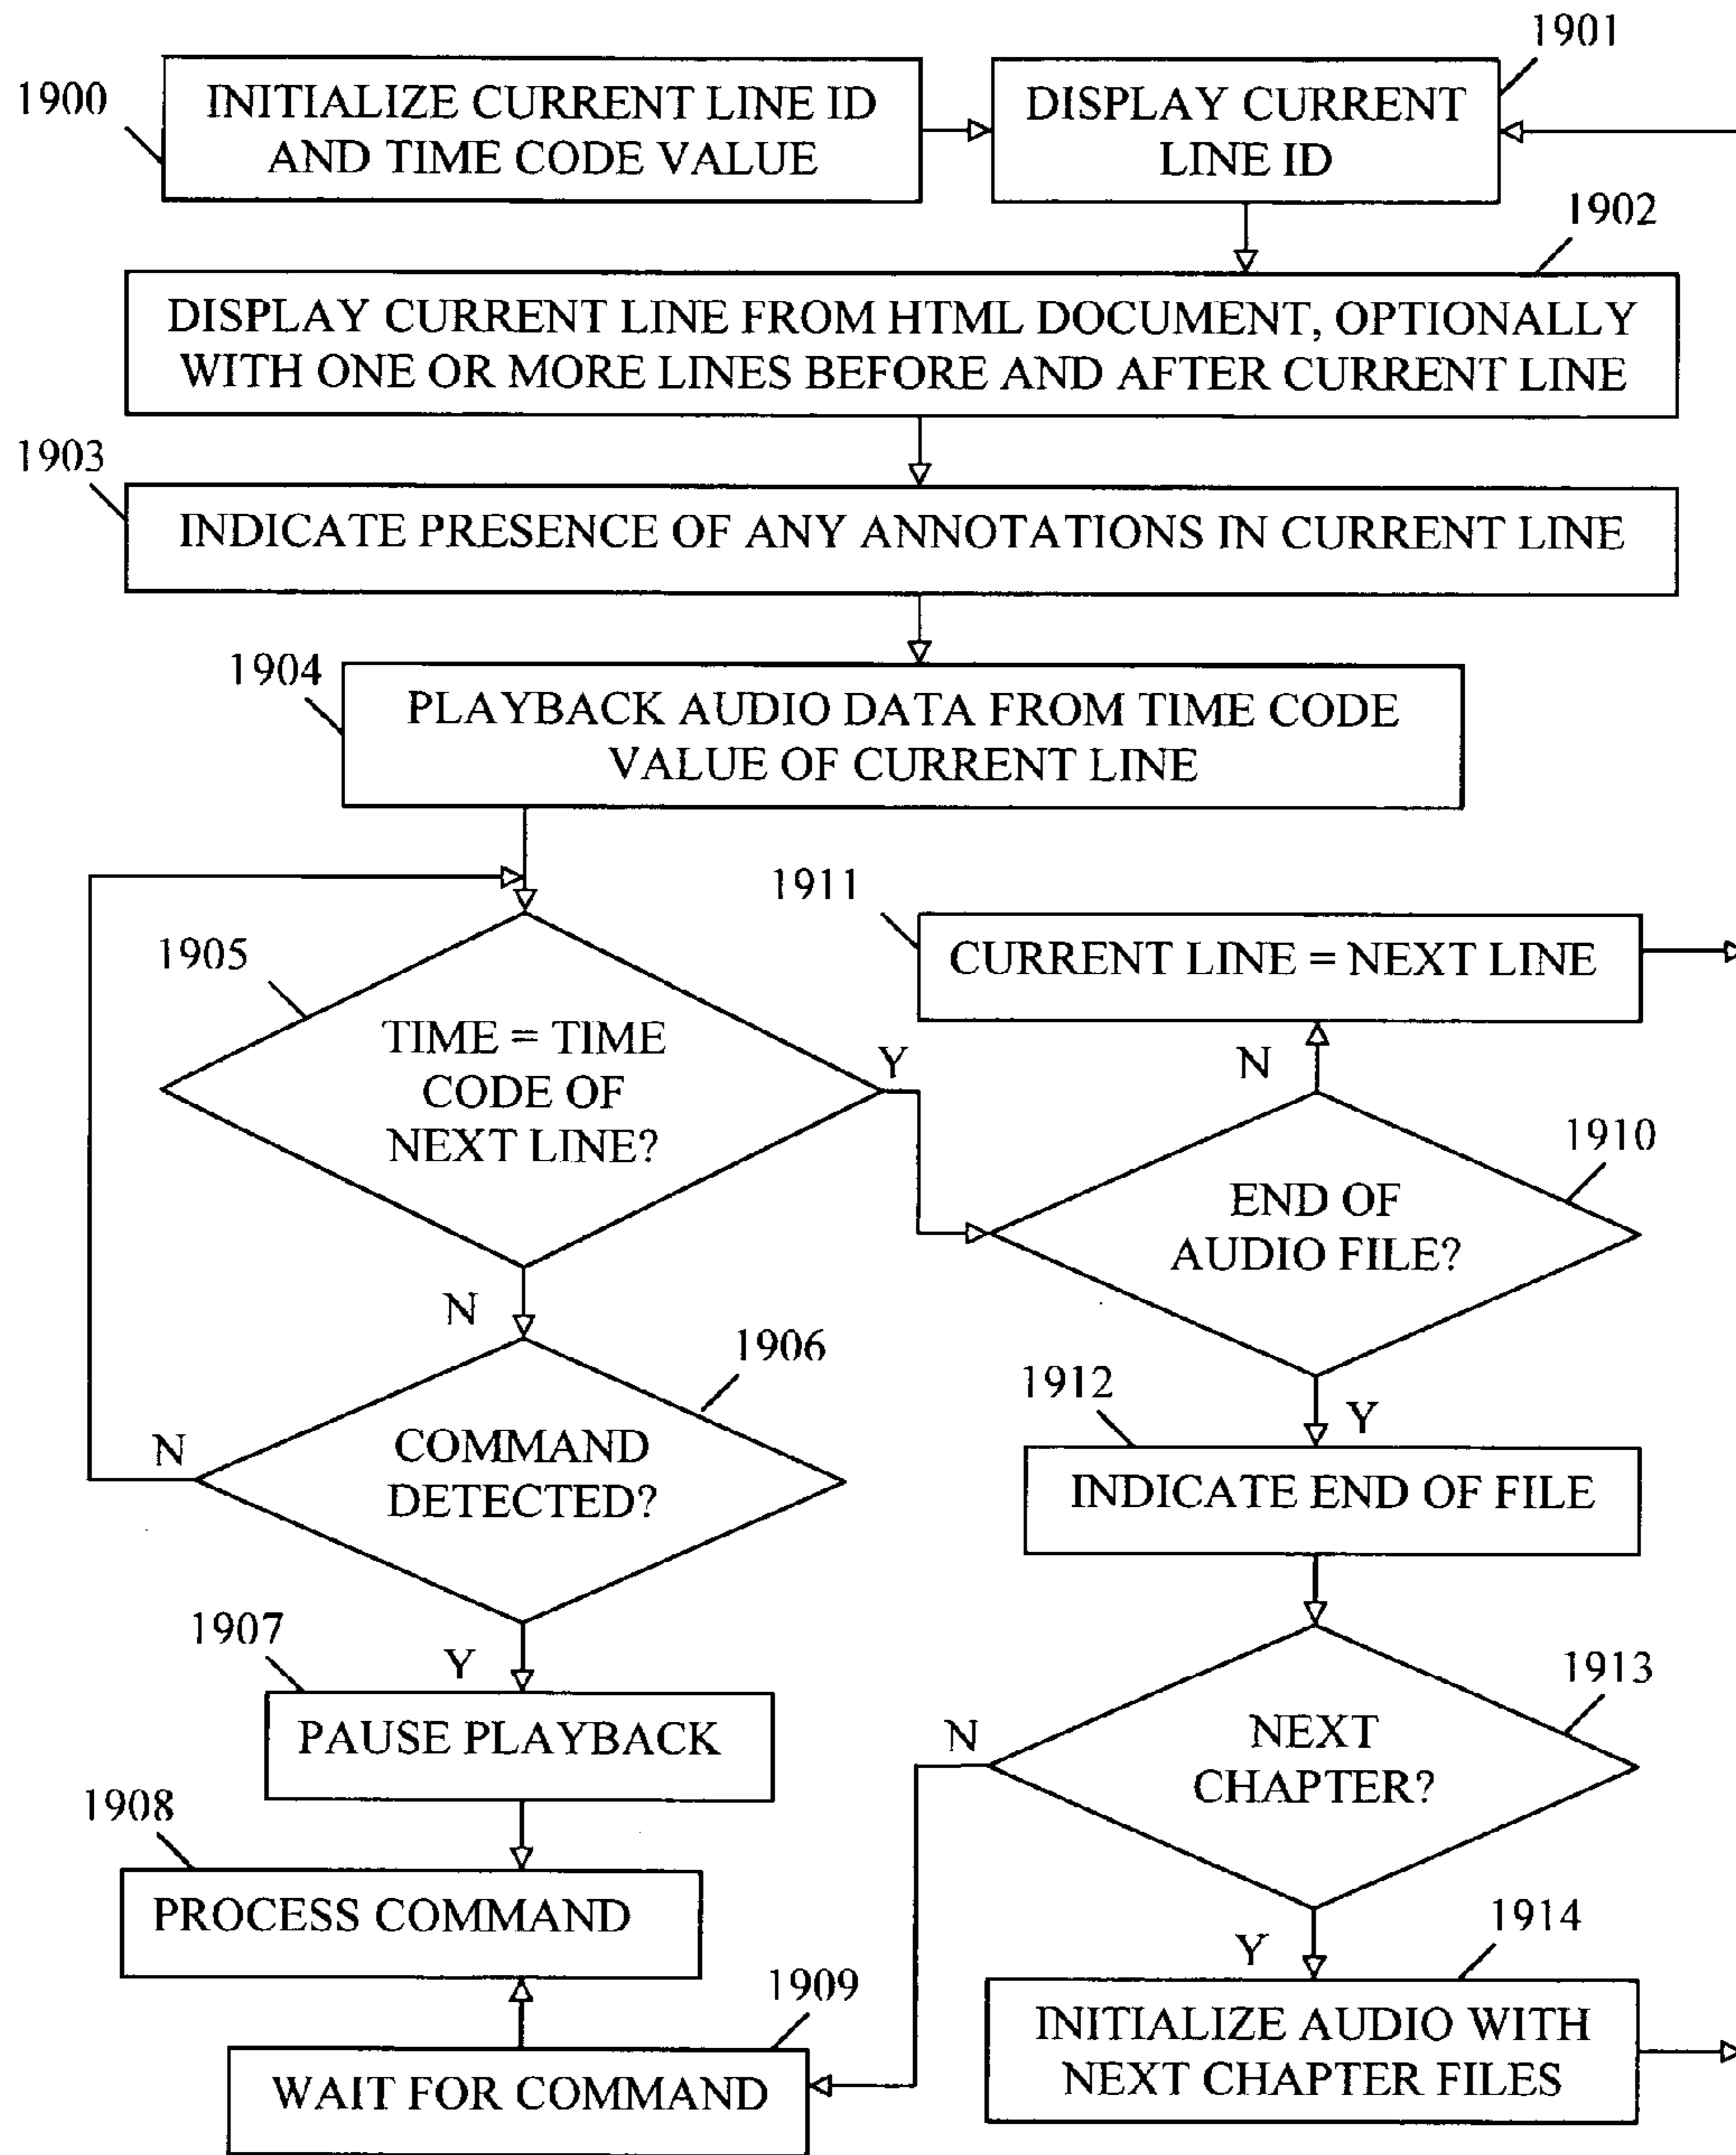 1901
1900
INITIALIZE CURRENT LINE ID
AND TIME CODE VALUE
DISPLAY CURRENT
LINE ID
1902
DISPLAY CURRENT LINE FROM HTML DOCUMENT, OPTIONALLY
WITH ONE OR MORE LINES BEFORE AND AFTER CURRENT LINE
1903
INDICATE PRESENCE OF ANY ANNOTATIONS IN CURRENT LINE
1904
PLAYBACK AUDIO DATA FROM TIME CODE
VALUE OF CURRENT LINE
1905
TIME = TIME
CODE OF
NEXT LINE?
Y
N
1911
CURRENT LINE = NEXT LINE
N
1910
END OF
AUDIO FILE?
Y
1906
COMMAND
DETECTED?
N
Y
1912
INDICATE END OF FILE
1907
PAUSE PLAYBACK
1913
NEXT
CHAPTER?
N
Y
1908
PROCESS COMMAND
1909
WAIT FOR COMMAND
1914
INITIALIZE AUDIO WITH
NEXT CHAPTER FILES